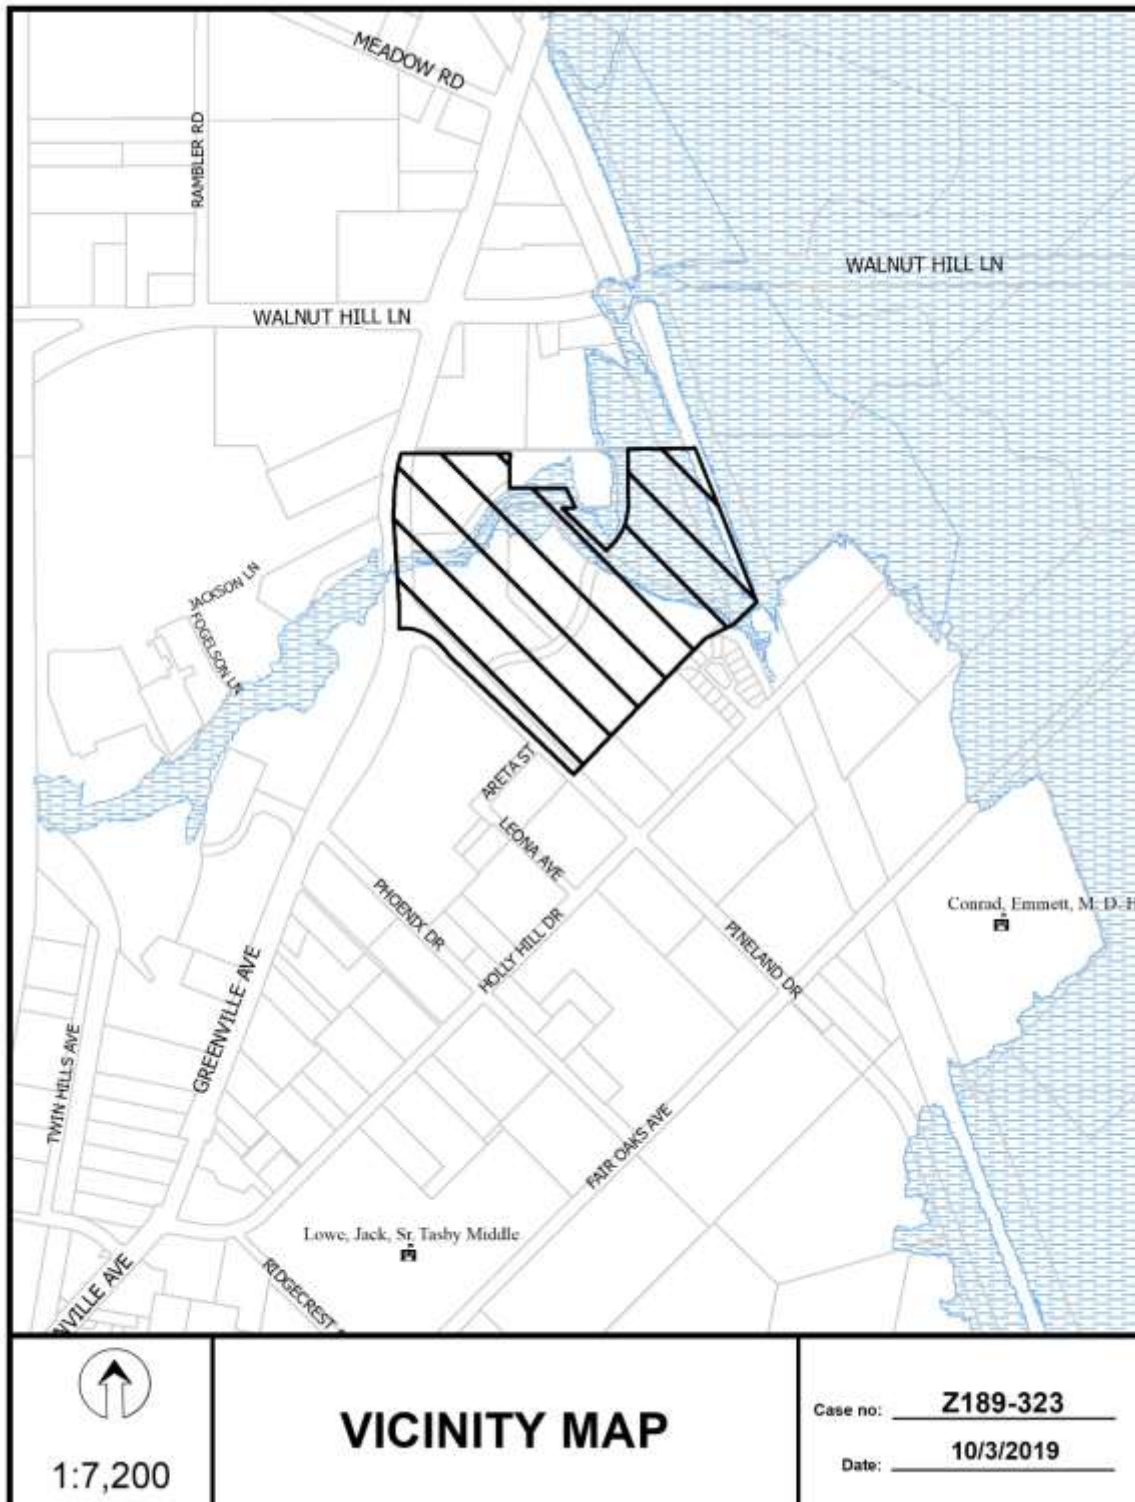 MEADOW RD
RAMBLER RD
WALNUT HILL LN
WALNUT HILL LN
JACKSON LN
FOGELSON LN
ARETA ST
LEONA AVE
PHOENIX DR
HOLLY HILL DR
PINELAND DR
Conrad, Emmett, M. D. H
GREENVILLE AVE
TWIN HILLS AVE
FAIR OAKS AVE
Lowe, Jack, Sr. Tasby Middle
RIDGECREST
NVILLE AVE
1:7,200
VICINITY MAP
Case no: Z189-323
Date: 10/3/2019